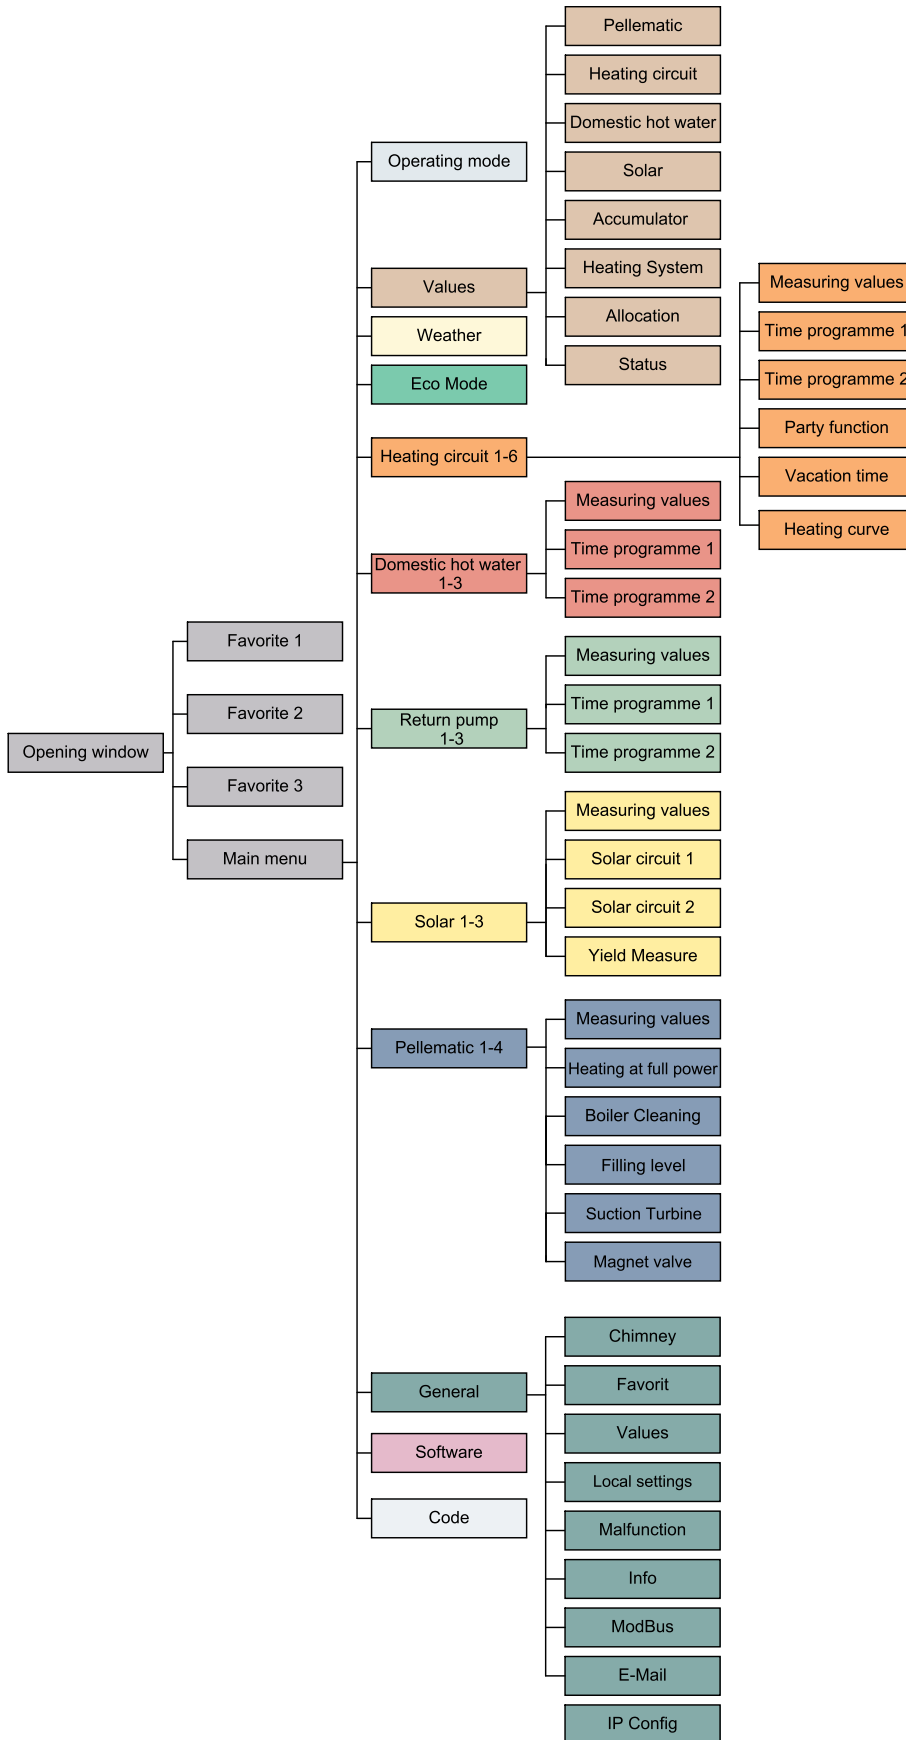 Opening window
Favorite 1
Favorite 2
Favorite 3
Main menu
Operating mode
Values
Pellematic
Heating circuit
Domestic hot water
Solar
Accumulator
Heating System
Allocation
Status
Weather
Eco Mode
Heating circuit 1-6
Measuring values
Time programme 1
Time programme 2
Party function
Vacation time
Heating curve
Domestic hot water
1-3
Measuring values
Time programme 1
Time programme 2
Return pump
1-3
Measuring values
Time programme 1
Time programme 2
Solar 1-3
Measuring values
Solar circuit 1
Solar circuit 2
Yield Measure
Pellematic 1-4
Measuring values
Heating at full power
Boiler Cleaning
Filling level
Suction Turbine
Magnet valve
General
Chimney
Favorit
Values
Local settings
Malfunction
Info
ModBus
E-Mail
IP Config
Software
Code